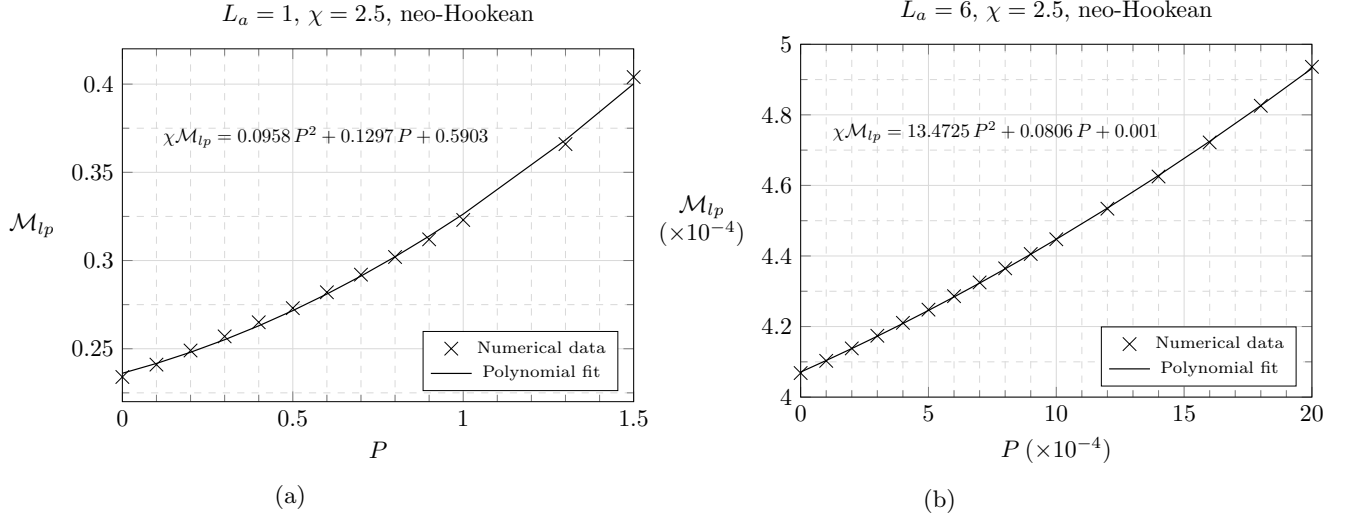 L_a = 1, χ = 2.5, neo-Hookean
0.4
0.35
0.3
0.25
M_lp
χM_lp = 0.0958 P² + 0.1297 P + 0.5903
Numerical data
Polynomial fit
0 0.5 1 1.5
P
(a)
L_a = 6, χ = 2.5, neo-Hookean
5
4.8
4.6
4.4
4.2
4
M_lp
(×10⁻⁴)
χM_lp = 13.4725 P² + 0.0806 P + 0.001
Numerical data
Polynomial fit
0 5 10 15 20
P (×10⁻⁴)
(b)